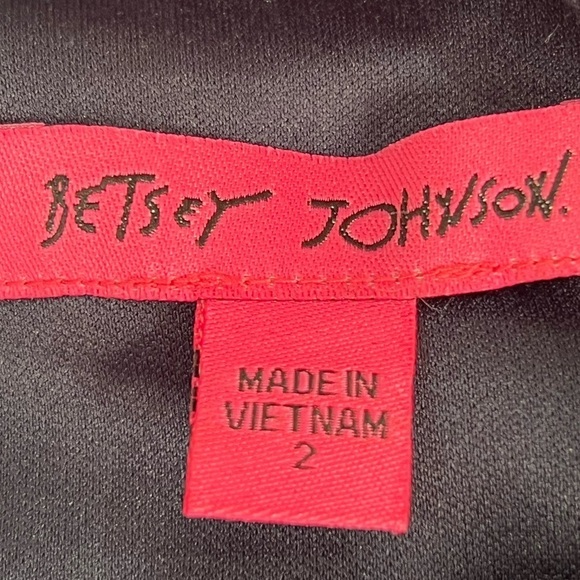 BETSEY JOHNSON.
MADE IN
VIETNAM
2